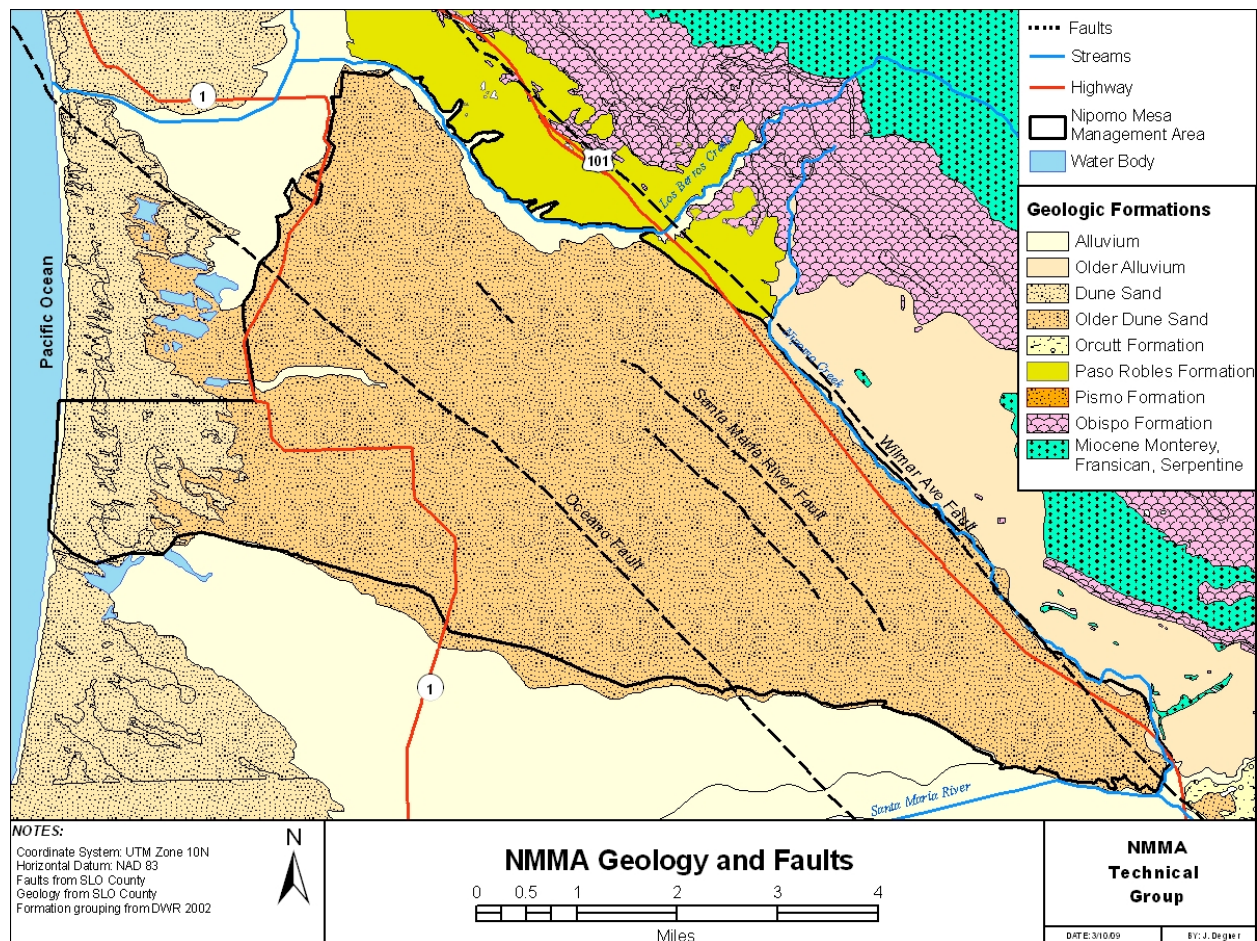 Faults
Streams
Highway
Nipomo Mesa
Management Area
Water Body
Geologic Formations
Alluvium
Older Alluvium
Dune Sand
Older Dune Sand
Orcutt Formation
Paso Robles Formation
Pismo Formation
Obispo Formation
Miocene Monterey,
Fransican, Serpentine
1
101
Los Berros Creek
Pacific Ocean
Nipomo Creek
Santa Maria River Fault
Wilmar Ave Fault
Oceano Fault
1
Santa Maria River
NOTES:
Coordinate System: UTM Zone 10N
Horizontal Datum: NAD 83
Faults from SLO County
Geology from SLO County
Formation grouping from DWR 2002
N
NMMA Geology and Faults
0 0.5 1 2 3 4
Miles
NMMA
Technical
Group
DATE: 3/10/09 BY: J. Degner